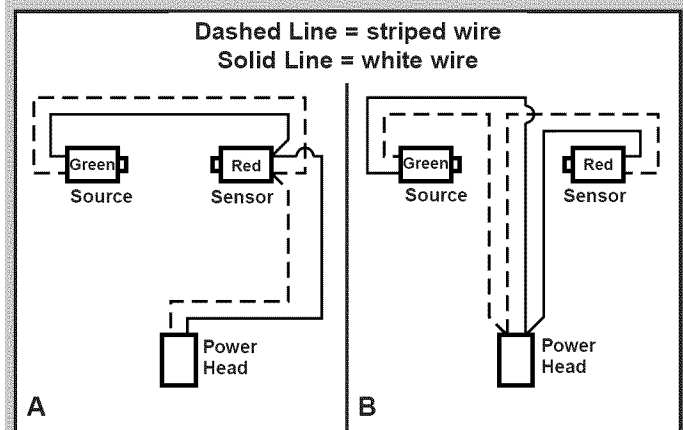 Dashed Line = striped wire
Solid Line = white wire
Green
Red
Source
Sensor
Power
Head
A
Green
Red
Source
Sensor
Power
Head
B